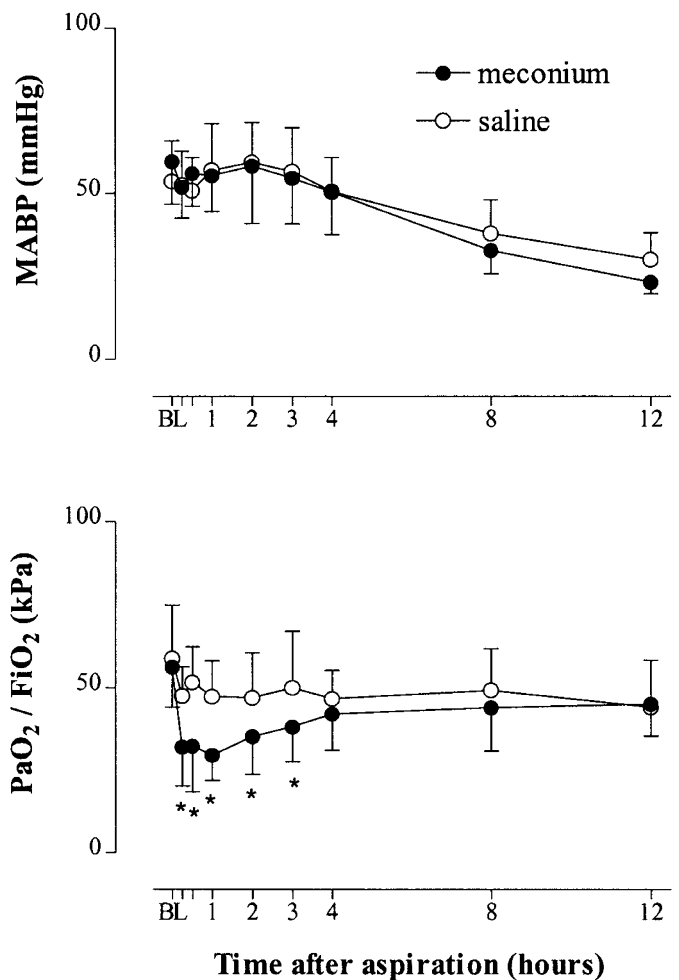 100
meconium
saline
MABP (mmHg)
50
0
BL 1 2 3 4 8 12
100
PaO2 / FiO2 (kPa)
50
* * * * *
0
BL 1 2 3 4 8 12
Time after aspiration (hours)